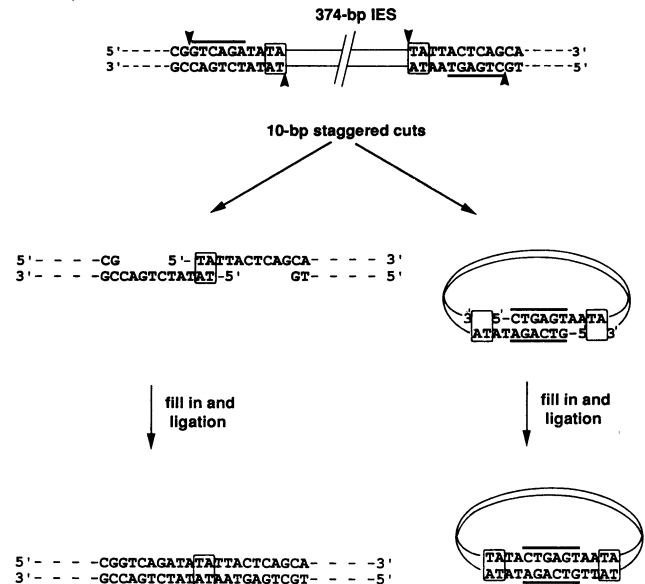 374-bp IES
5'-----CGGTCAGATATA TATTACTCAGCA-----3'
3'-----GCCAGTCTATAT ATAATGAGTCGT-----5'
10-bp staggered cuts
5'- - - - -CG 5'-TATTACTCAGCA- - - - 3'
3'- - - - -GCCAGTCTATAT-5' GT- - - - 5'
3' 5'-CTGAGTAATA
ATATAGACTG-5' 3'
fill in and
ligation
fill in and
ligation
5'- - - - -CGGTCAGATATATTACTCAGCA- - - - -3'
3'- - - - -GCCAGTCTATATAATGAGTCGT- - - - -5'
TATACTGAGTAATA
ATATAGACTGTTAT